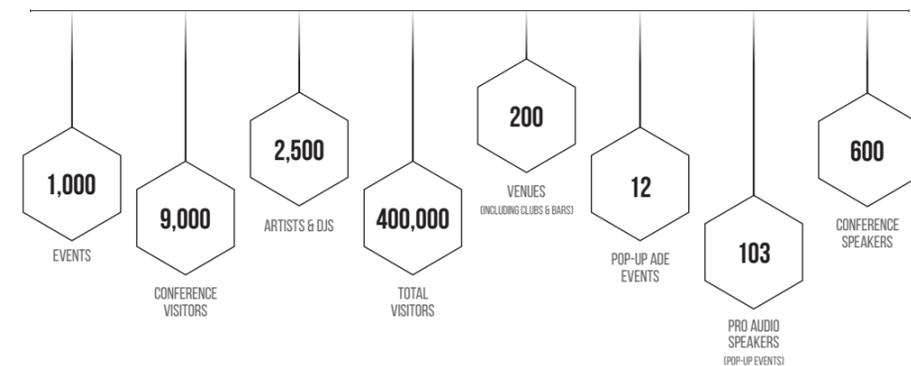 1,000
EVENTS
9,000
CONFERENCE
VISITORS
2,500
ARTISTS & DJS
400,000
TOTAL
VISITORS
200
VENUES
(INCLUDING CLUBS & BARS)
12
POP-UP ADE
EVENTS
103
PRO AUDIO
SPEAKERS
(POP-UP EVENTS)
600
CONFERENCE
SPEAKERS